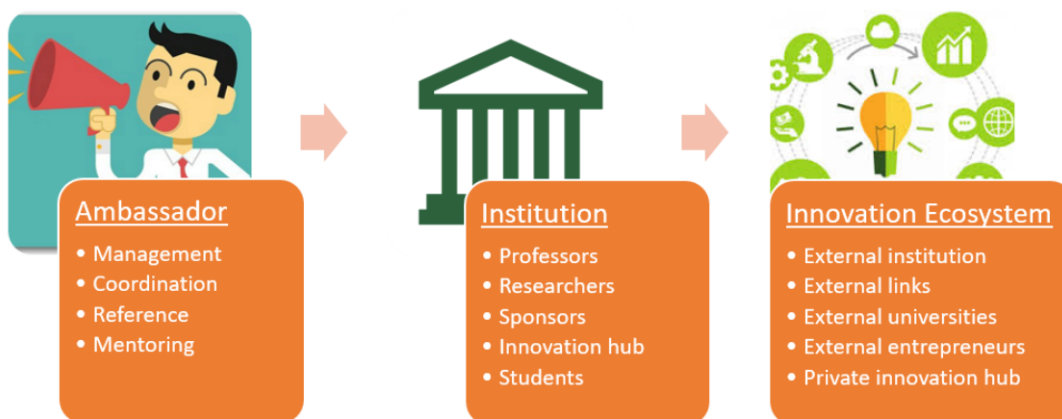 Ambassador
• Management
• Coordination
• Reference
• Mentoring
Institution
• Professors
• Researchers
• Sponsors
• Innovation hub
• Students
Innovation Ecosystem
• External institution
• External links
• External universities
• External entrepreneurs
• Private innovation hub